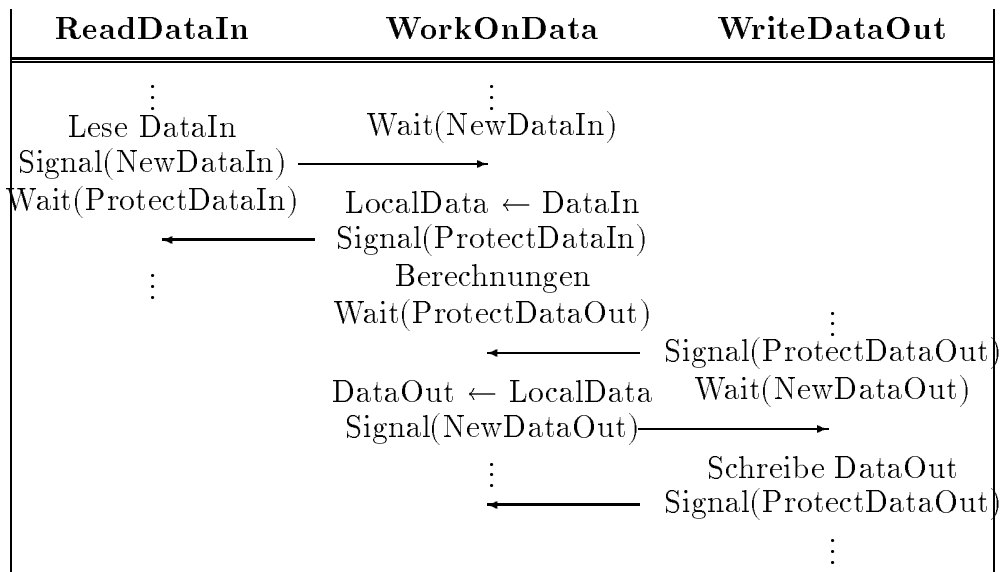 ReadDataIn WorkOnData WriteDataOut
Lese DataIn Wait(NewDataIn)
Signal(NewDataIn)
Wait(ProtectDataIn) LocalData ← DataIn
Signal(ProtectDataIn)
Berechnungen
Wait(ProtectDataOut)
Signal(ProtectDataOut)
DataOut ← LocalData Wait(NewDataOut)
Signal(NewDataOut)
Schreibe DataOut
Signal(ProtectDataOut)